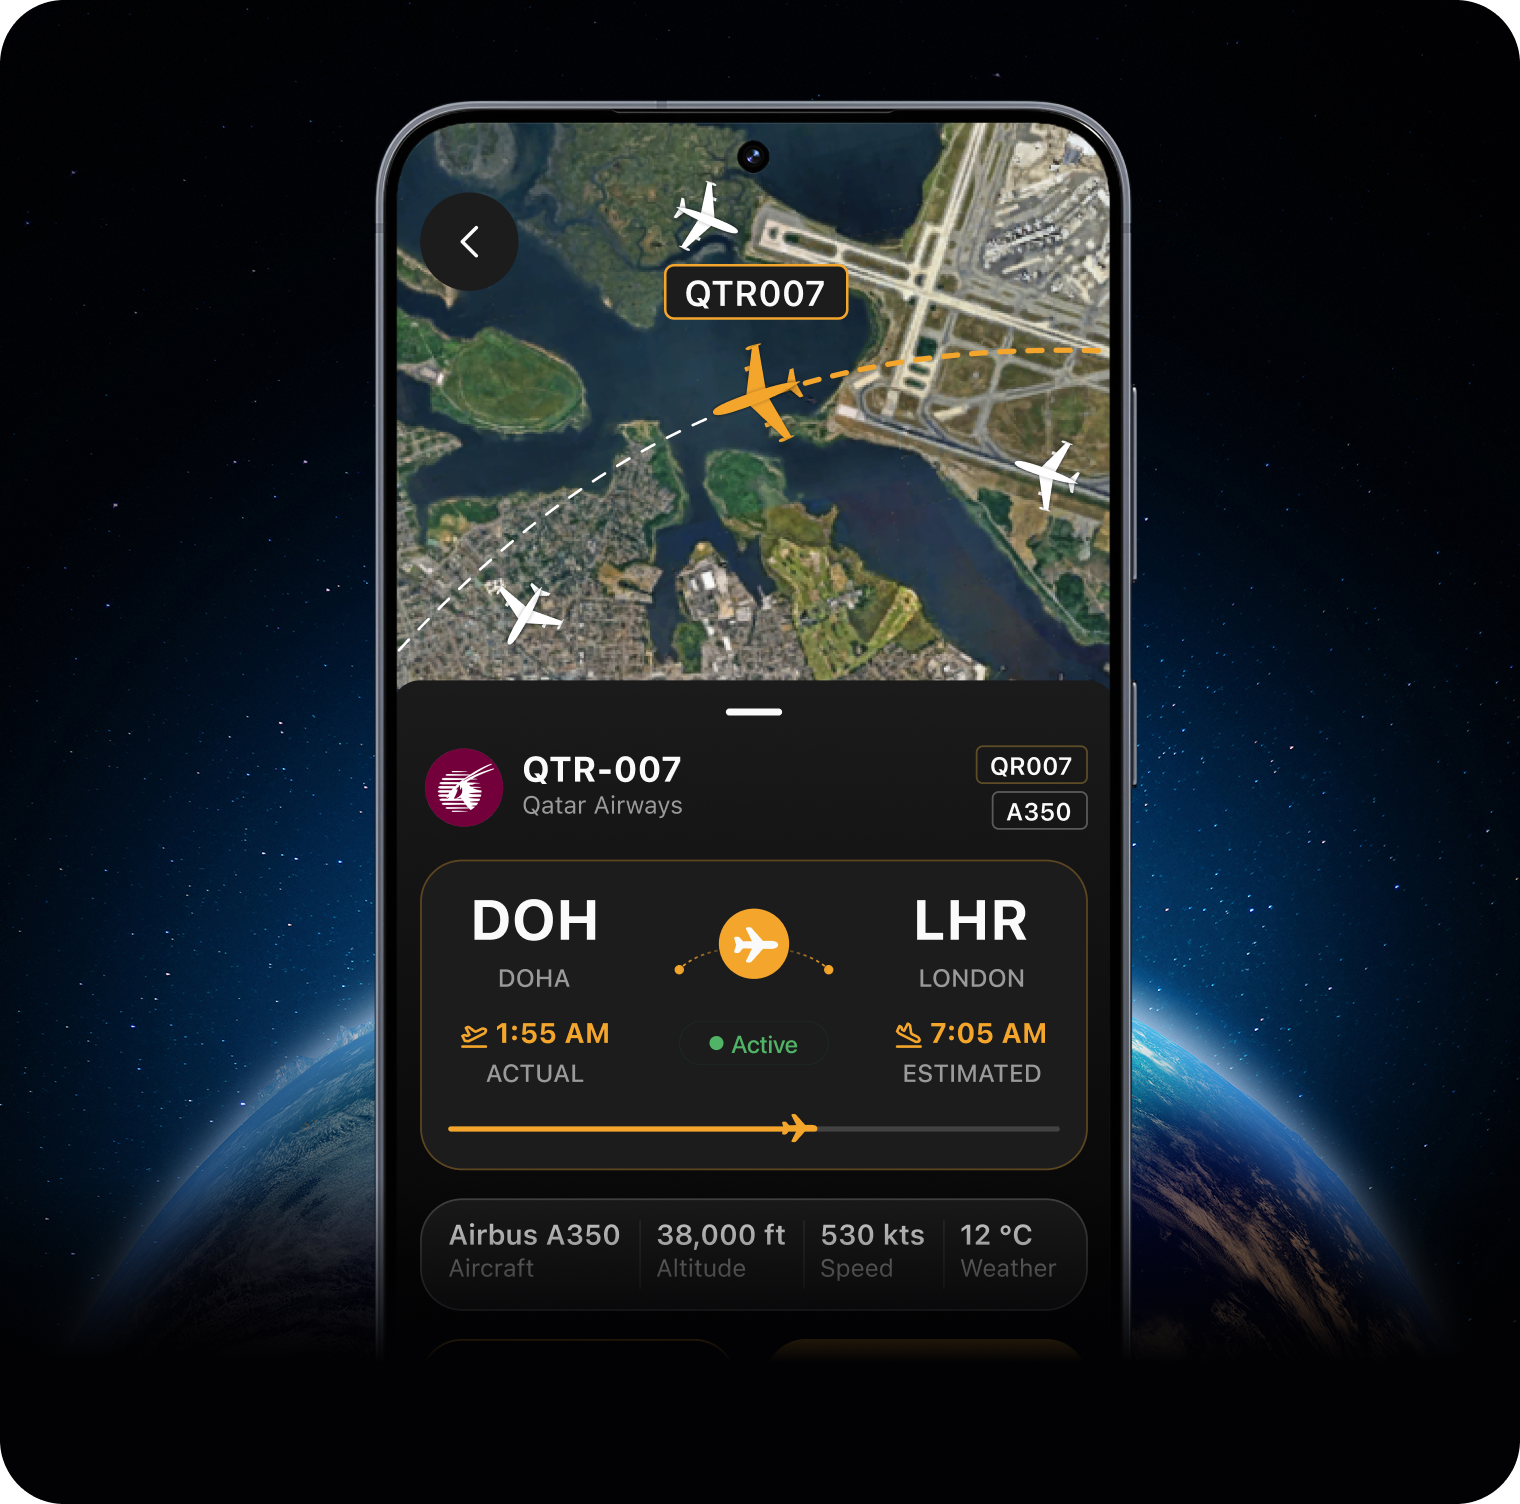 QTR007
QTR-007
Qatar Airways
QR007
A350
DOH
LHR
DOHA
LONDON
1:55 AM
Active
7:05 AM
ACTUAL
ESTIMATED
Airbus A350
38,000 ft
530 kts
12 °C
Aircraft
Altitude
Speed
Weather